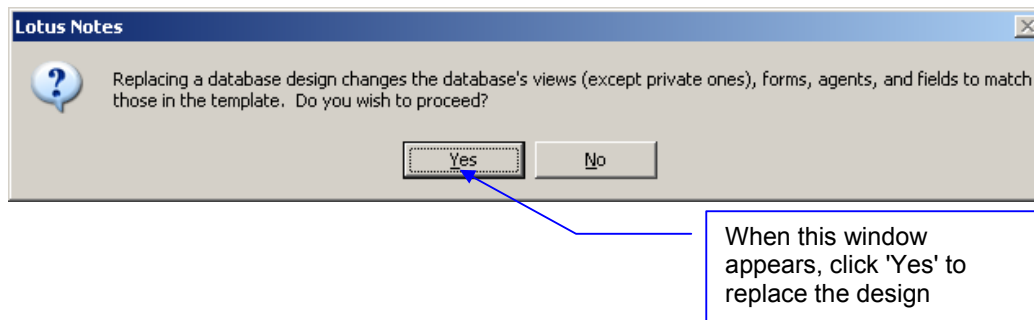 Lotus Notes
Replacing a database design changes the database's views (except private ones), forms, agents, and fields to match
those in the template.  Do you wish to proceed?
Yes
No
When this window
appears, click 'Yes' to
replace the design